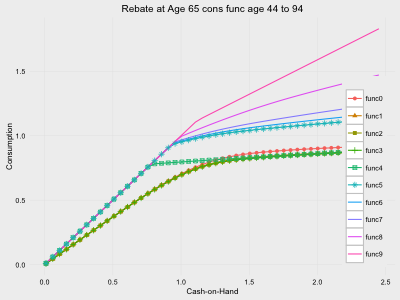 Rebate at Age 65 cons func age 44 to 94
Consumption
1.5
1.0
0.5
0.0
0.0
0.5
1.0
1.5
2.0
2.5
Cash-on-Hand
func0
func1
func2
func3
func4
func5
func6
func7
func8
func9